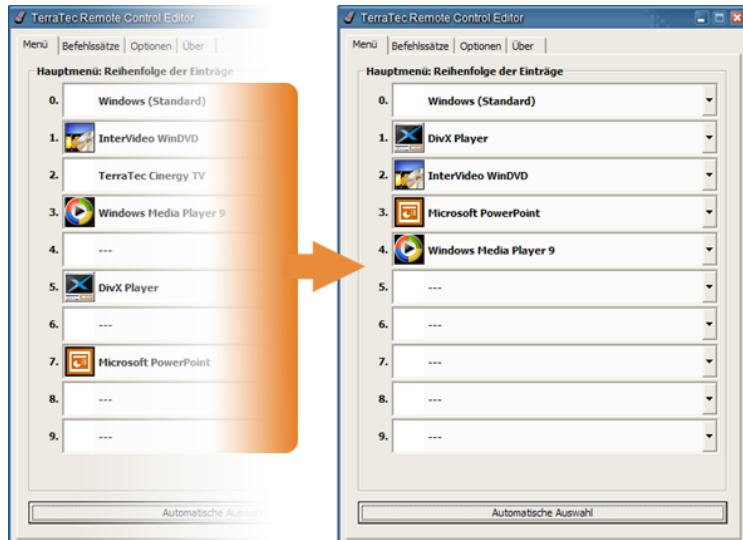 TerraTec Remote Control Editor
Menü Befehlssätze Optionen Über
Hauptmenü: Reihenfolge der Einträge
0. Windows (Standard)
1. InterVideo WinDVD
2. TerraTec Cinergy TV
3. Windows Media Player 9
4. ---
5. DivX Player
6. ---
7. Microsoft PowerPoint
8. ---
9. ---
Automatische Auswahl
TerraTec Remote Control Editor
Menü Befehlssätze Optionen Über
Hauptmenü: Reihenfolge der Einträge
0. Windows (Standard)
1. DivX Player
2. InterVideo WinDVD
3. Microsoft PowerPoint
4. Windows Media Player 9
5. ---
6. ---
7. ---
8. ---
9. ---
Automatische Auswahl